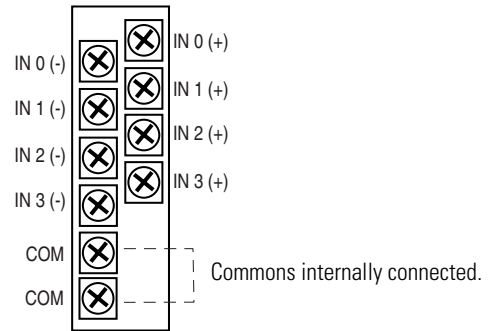 IN 0 (+)
IN 0 (-)
IN 1 (+)
IN 1 (-)
IN 2 (+)
IN 2 (-)
IN 3 (+)
IN 3 (-)
COM
Commons internally connected.
COM